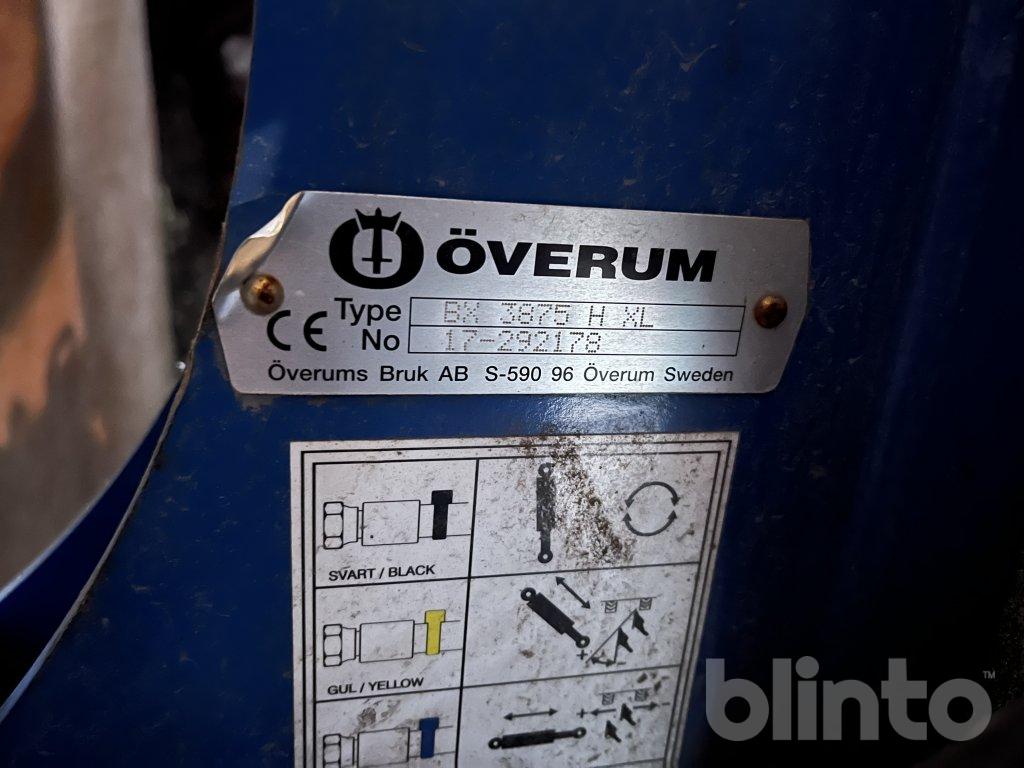 ÖVERUM
Type BX 3875 H XL
CE No 17-292178
Överums Bruk AB S-590 96 Överum Sweden
SVART / BLACK
GUL / YELLOW
blinto™